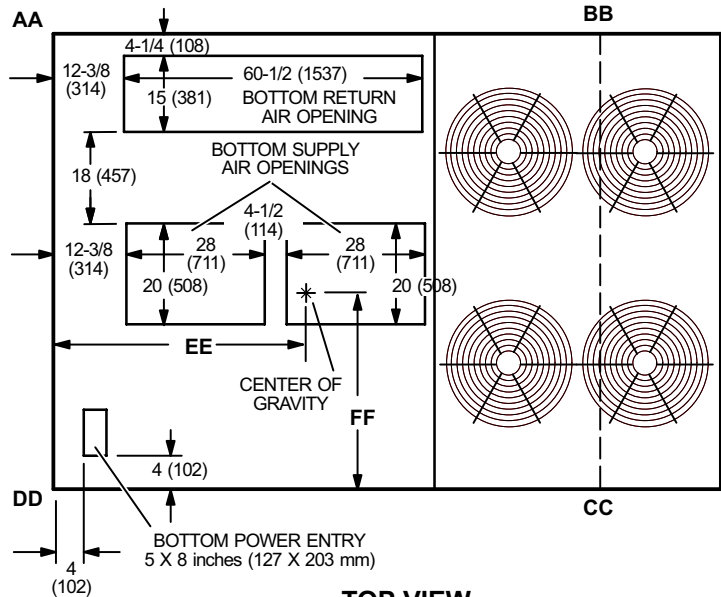 AA
BB
4-1/4 (108)
12-3/8
(314)
60-1/2 (1537)
15 (381)
BOTTOM RETURN
AIR OPENING
BOTTOM SUPPLY
AIR OPENINGS
18 (457)
4-1/2
(114)
12-3/8
(314)
28
(711)
28
(711)
20 (508)
20 (508)
EE
CENTER OF
GRAVITY
FF
4 (102)
DD
CC
BOTTOM POWER ENTRY
5 X 8 inches (127 X 203 mm)
4
(102)
TOP VIEW